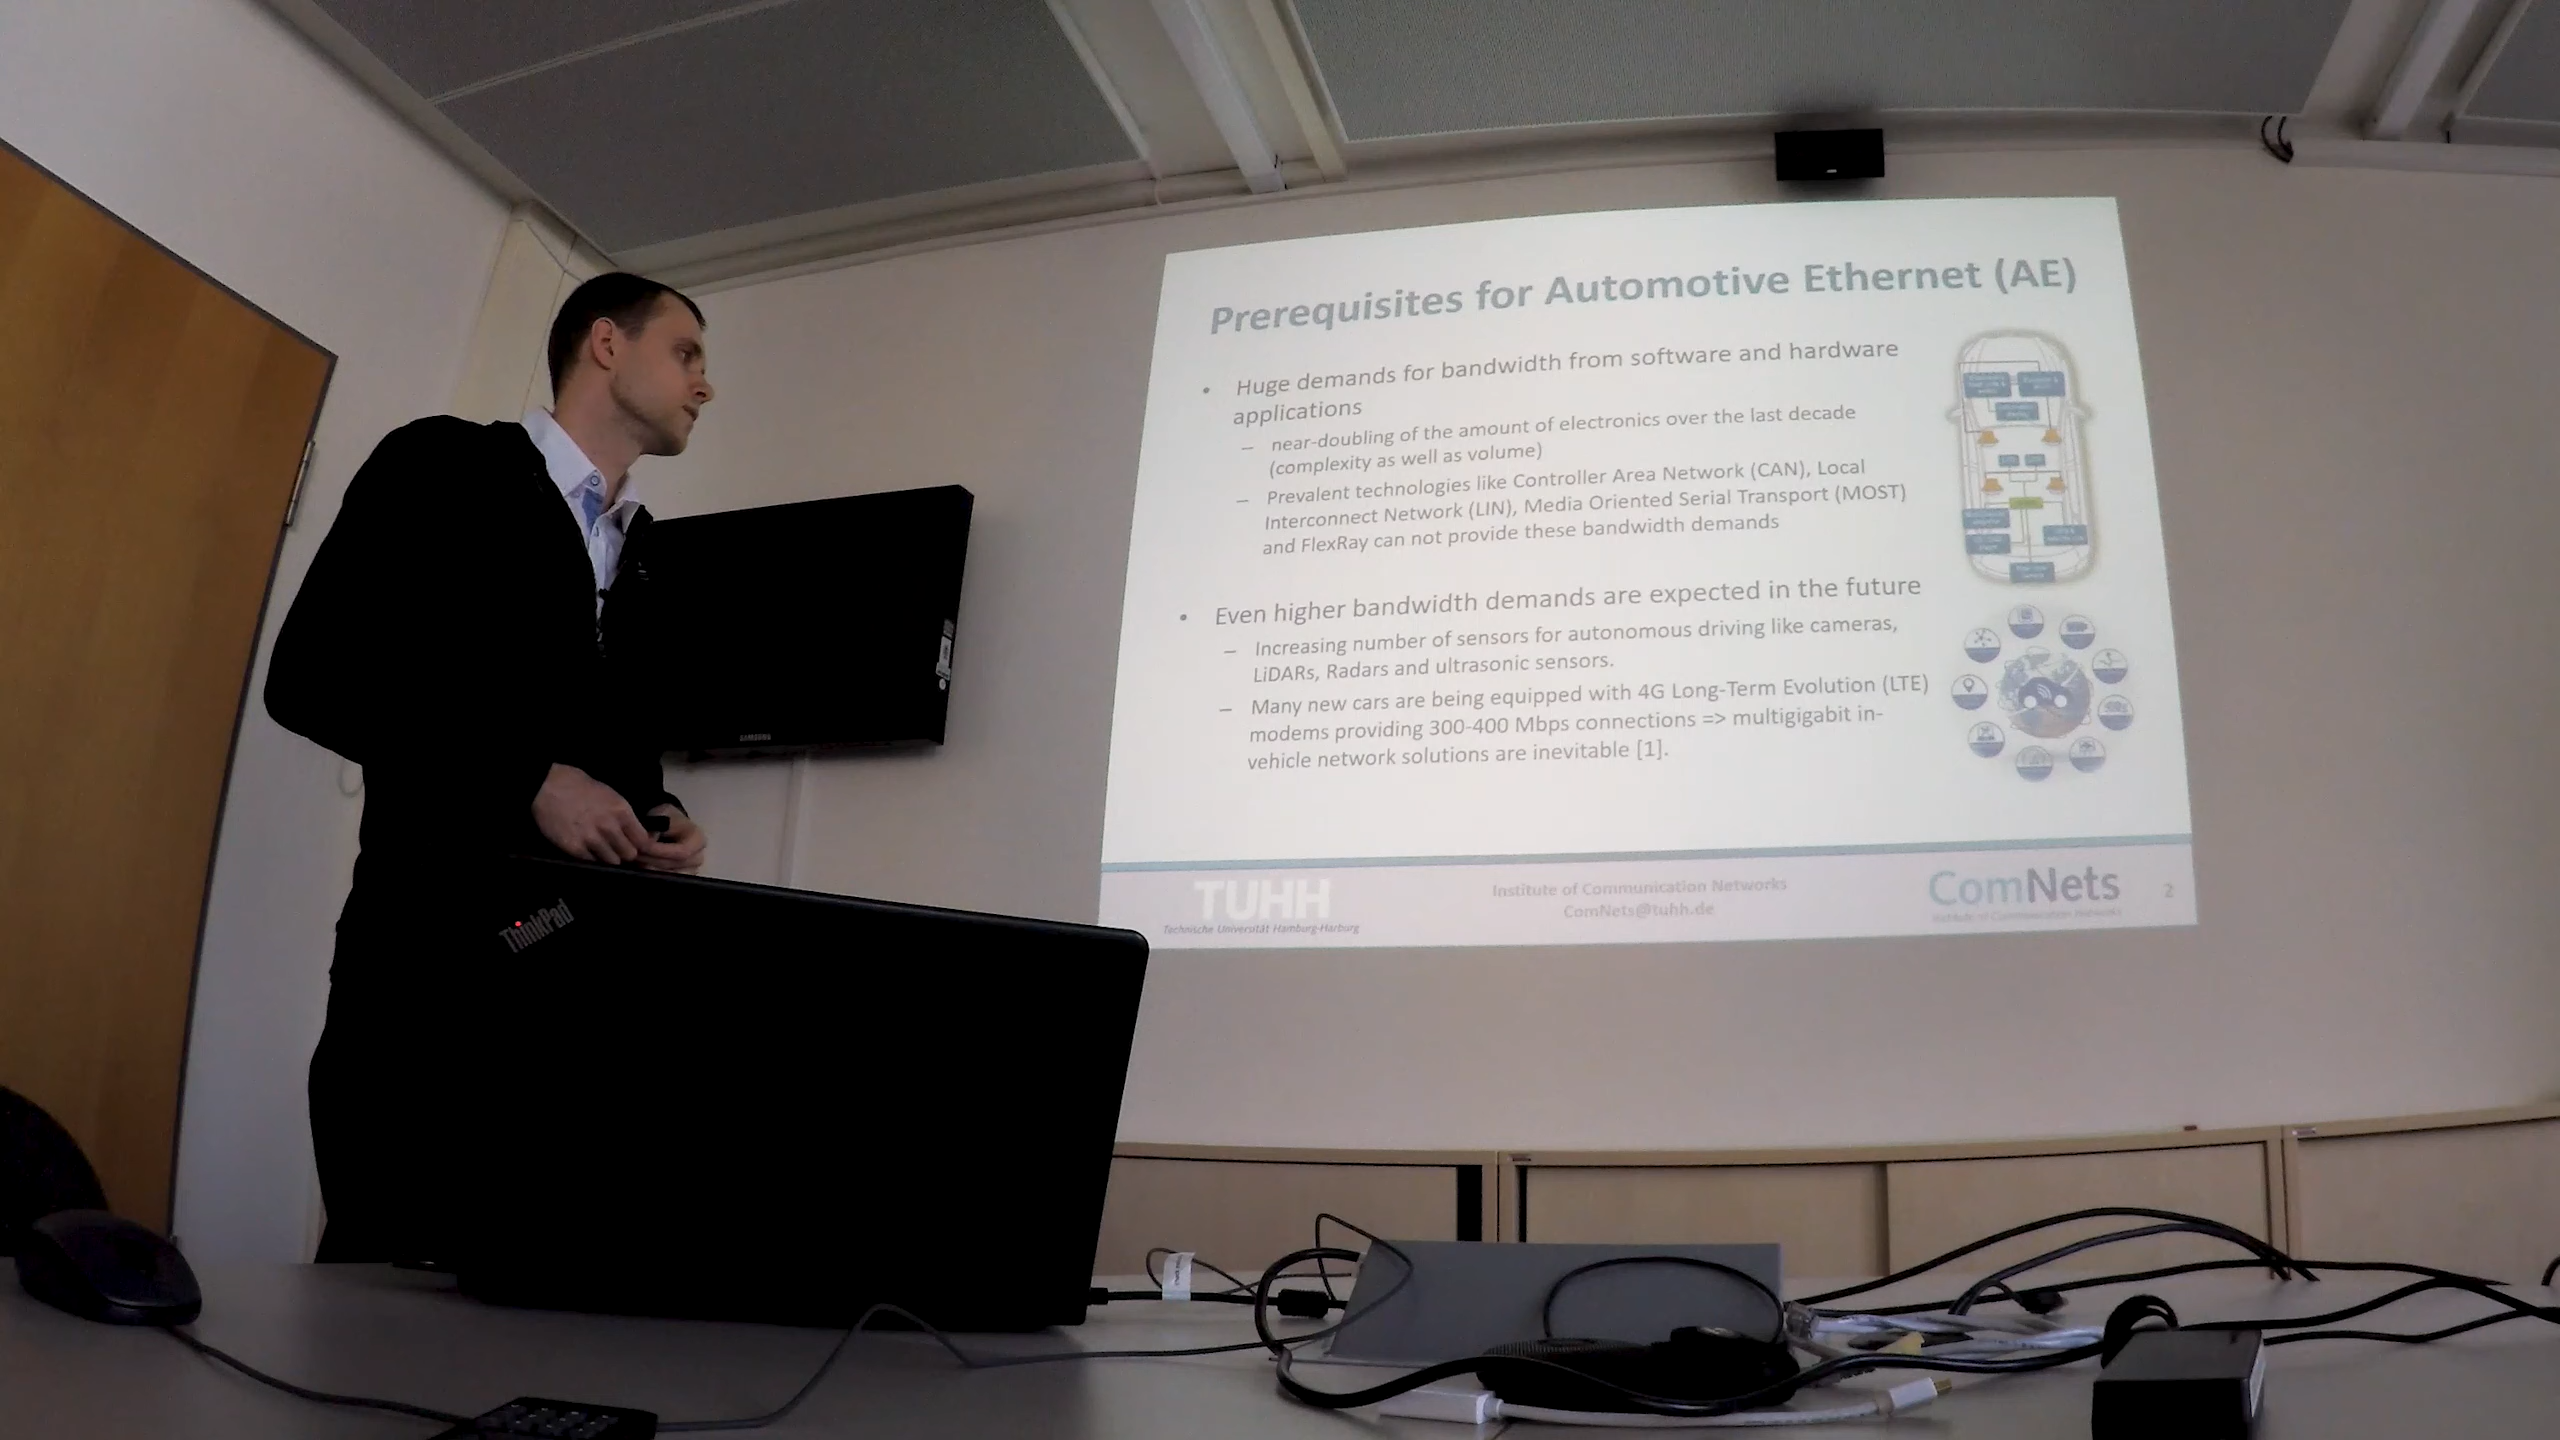 Prerequisites for Automotive Ethernet (AE)
• Huge demands for bandwidth from software and hardware
applications
– near-doubling of the amount of electronics over the last decade
(complexity as well as volume)
– Prevalent technologies like Controller Area Network (CAN), Local
Interconnect Network (LIN), Media Oriented Serial Transport (MOST)
and FlexRay can not provide these bandwidth demands
• Even higher bandwidth demands are expected in the future
– Increasing number of sensors for autonomous driving like cameras,
LiDARs, Radars and ultrasonic sensors.
– Many new cars are being equipped with 4G Long-Term Evolution (LTE)
modems providing 300-400 Mbps connections => multigigabit in-
vehicle network solutions are inevitable [1].
TUHH
Technische Universität Hamburg-Harburg
Institute of Communication Networks
ComNets@tuhh.de
ComNets
Institute of Communication Networks
2
SAMSUNG
ThinkPad